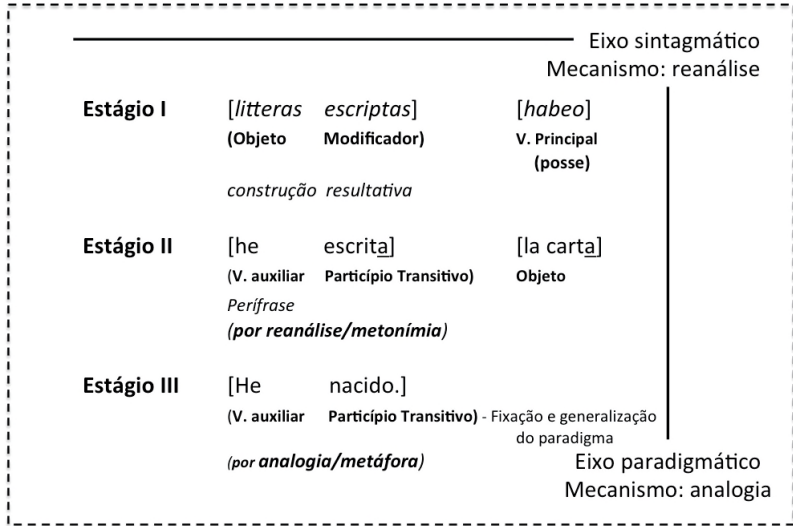 Eixo sintagmático
Mecanismo: reanálise
Estágio I [litteras escriptas] [habeo]
(Objeto Modificador) V. Principal
(posse)
construção resultativa
Estágio II [he escrita] [la carta]
(V. auxiliar Particípio Transitivo) Objeto
Perífrase
(por reanálise/metonímia)
Estágio III [He nacido.]
(V. auxiliar Particípio Transitivo) - Fixação e generalização
do paradigma
(por analogia/metáfora)
Eixo paradigmático
Mecanismo: analogia